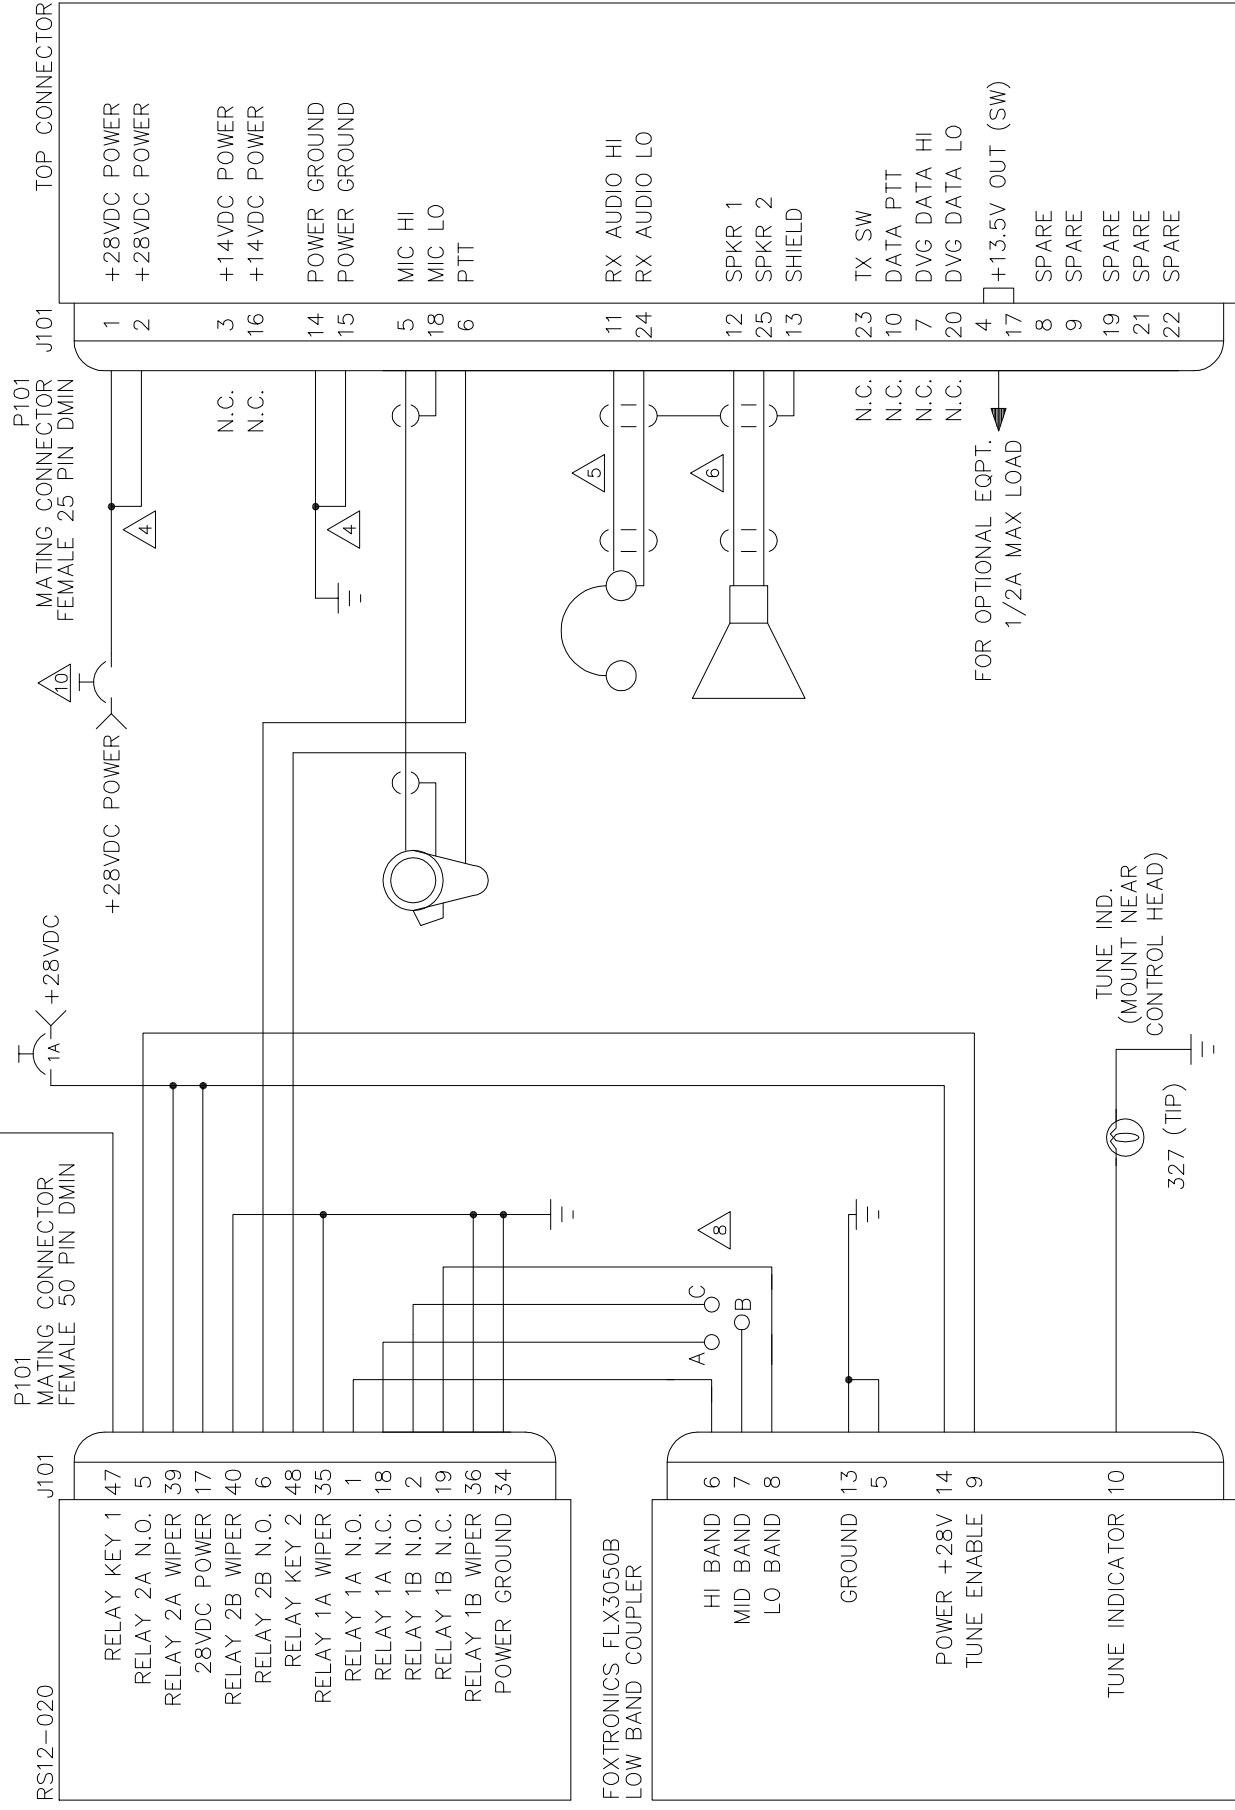 TOP CONNECTOR
J101
P101
MATING CONNECTOR
FEMALE 25 PIN DMIN
1 +28VDC POWER
2 +28VDC POWER
N.C. 3 +14VDC POWER
N.C. 16 +14VDC POWER
14 POWER GROUND
15 POWER GROUND
5 MIC HI
18 MIC LO
6 PTT
11 RX AUDIO HI
24 RX AUDIO LO
12 SPKR 1
25 SPKR 2
13 SHIELD
N.C. 23 TX SW
N.C. 10 DATA PTT
N.C. 7 DVG DATA HI
N.C. 20 DVG DATA LO
4 +13.5V OUT (SW)
17
8 SPARE
9 SPARE
19 SPARE
21 SPARE
22 SPARE
4
4
5
6
10
+28VDC POWER
FOR OPTIONAL EQPT.
1/2A MAX LOAD
1A
+28VDC
P101
MATING CONNECTOR
FEMALE 50 PIN DMIN
RS12-020
J101
RELAY KEY 1 47
RELAY 2A N.O. 5
RELAY 2A WIPER 39
28VDC POWER 17
RELAY 2B WIPER 40
RELAY 2B N.O. 6
RELAY KEY 2 48
RELAY 1A WIPER 35
RELAY 1A N.O. 1
RELAY 1A N.C. 18
RELAY 1B N.O. 2
RELAY 1B N.C. 19
RELAY 1B WIPER 36
POWER GROUND 34
A
B
C
8
FOXTRONICS FLX3050B
LOW BAND COUPLER
HI BAND 6
MID BAND 7
LO BAND 8
GROUND 13
5
POWER +28V 14
TUNE ENABLE 9
TUNE INDICATOR 10
327 (TIP)
TUNE IND.
(MOUNT NEAR
CONTROL HEAD)